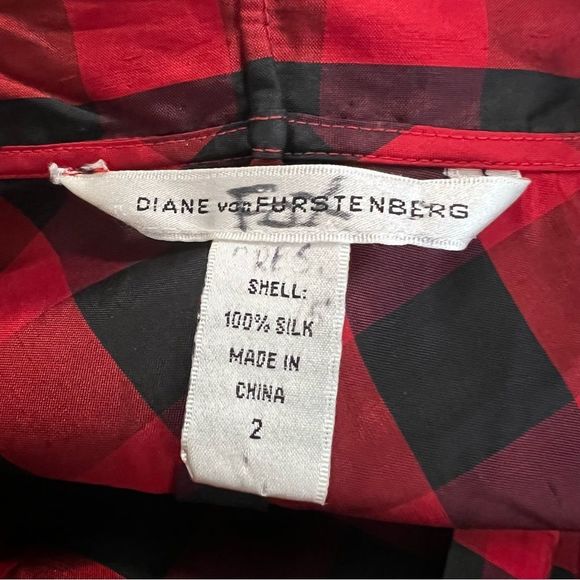 DIANE von FURSTENBERG
SHELL:
100% SILK
MADE IN
CHINA
2